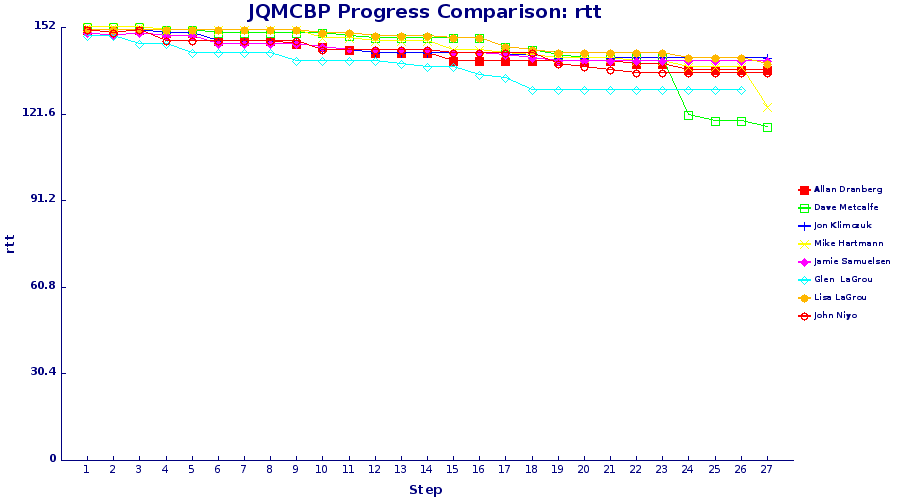 JQMCBP Progress Comparison: rtt
152
121.6
91.2
60.8
30.4
0
rtt
1 2 3 4 5 6 7 8 9 10 11 12 13 14 15 16 17 18 19 20 21 22 23 24 25 26 27
Step
Allan Dranberg
Dave Metcalfe
Jon Klimczuk
Mike Hartmann
Jamie Samuelsen
Glen LaGrou
Lisa LaGrou
John Niyo